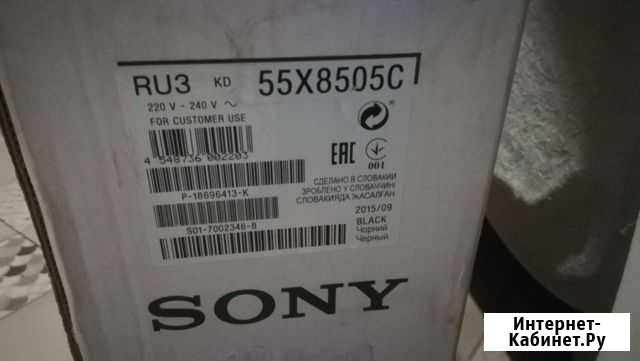 RU3 KD 55X8505C
220 V - 240 V ~
FOR CUSTOMER USE
4 548736 002203
P-18696413-K
S01-7002348-8
EAC
001
СДЕЛАНО В СЛОВАКИИ
ЗРОБЛЕНО У СЛОВАЧЧИНІ
СЛОВАКИЯДА ЖАСАЛҒАН
2015/09
BLACK
Чорний
Черный
SONY
Интернет-
Кабинет.Ру